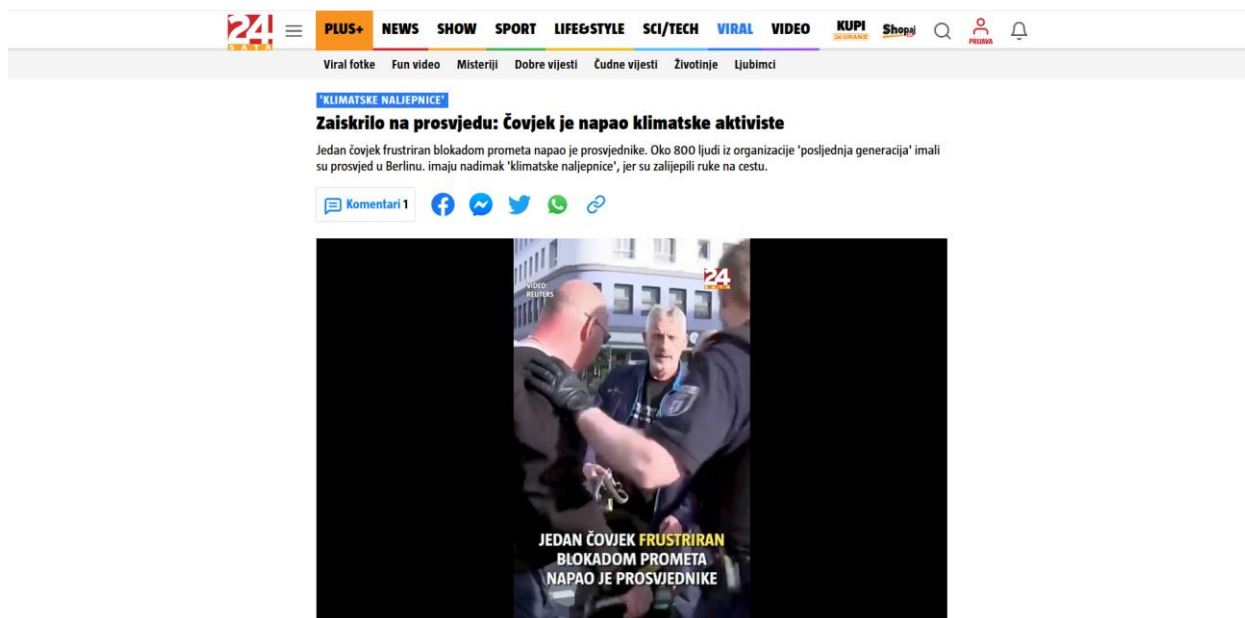 24
SATA
PLUS+ NEWS SHOW SPORT LIFE&STYLE SCI/TECH VIRAL VIDEO KUPI Shopaj PRIJAVA
Viral fotke Fun video Misteriji Dobre vijesti Čudne vijesti Životinje Ljubimci
'KLIMATSKE NALJEPNICE'
Zaiskrilo na prosvjedu: Čovjek je napao klimatske aktiviste
Jedan čovjek frustriran blokadom prometa napao je prosvjednike. Oko 800 ljudi iz organizacije 'posljednja generacija' imali
su prosvjed u Berlinu. imaju nadimak 'klimatske naljepnice', jer su zalijepili ruke na cestu.
Komentari 1
24
SATA
VIDEO:
REUTERS
JEDAN ČOVJEK FRUSTRIRAN
BLOKADOM PROMETA
NAPAO JE PROSVJEDNIKE